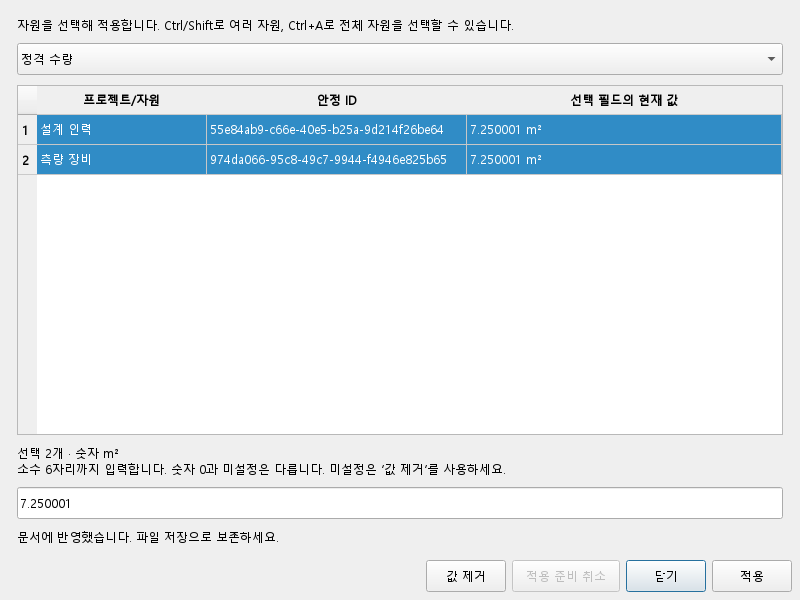 자원을 선택해 적용합니다. Ctrl/Shift로 여러 자원, Ctrl+A로 전체 자원을 선택할 수 있습니다.
정격 수량
프로젝트/자원 안정 ID 선택 필드의 현재 값
1 설계 인력 55e84ab9-c66e-40e5-b25a-9d214f26be64 7.250001 m²
2 측량 장비 974da066-95c8-49c7-9944-f4946e825b65 7.250001 m²
선택 2개 · 숫자 m²
소수 6자리까지 입력합니다. 숫자 0과 미설정은 다릅니다. 미설정은 '값 제거'를 사용하세요.
7.250001
문서에 반영했습니다. 파일 저장으로 보존하세요.
값 제거 적용 준비 취소 닫기 적용